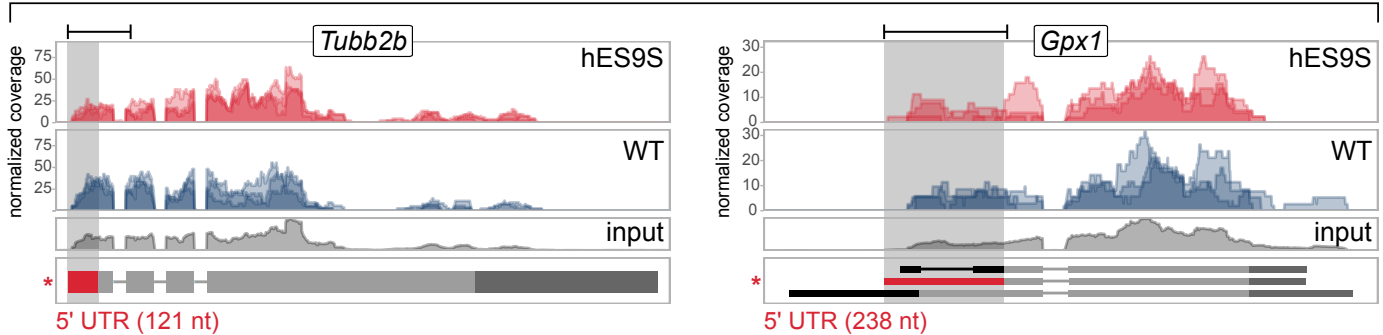 Tubb2b
normalized coverage
75
50
25
0
hES9S
75
50
25
WT
input
*
5' UTR (121 nt)
Gpx1
normalized coverage
30
20
10
0
hES9S
30
20
10
0
WT
input
*
5' UTR (238 nt)